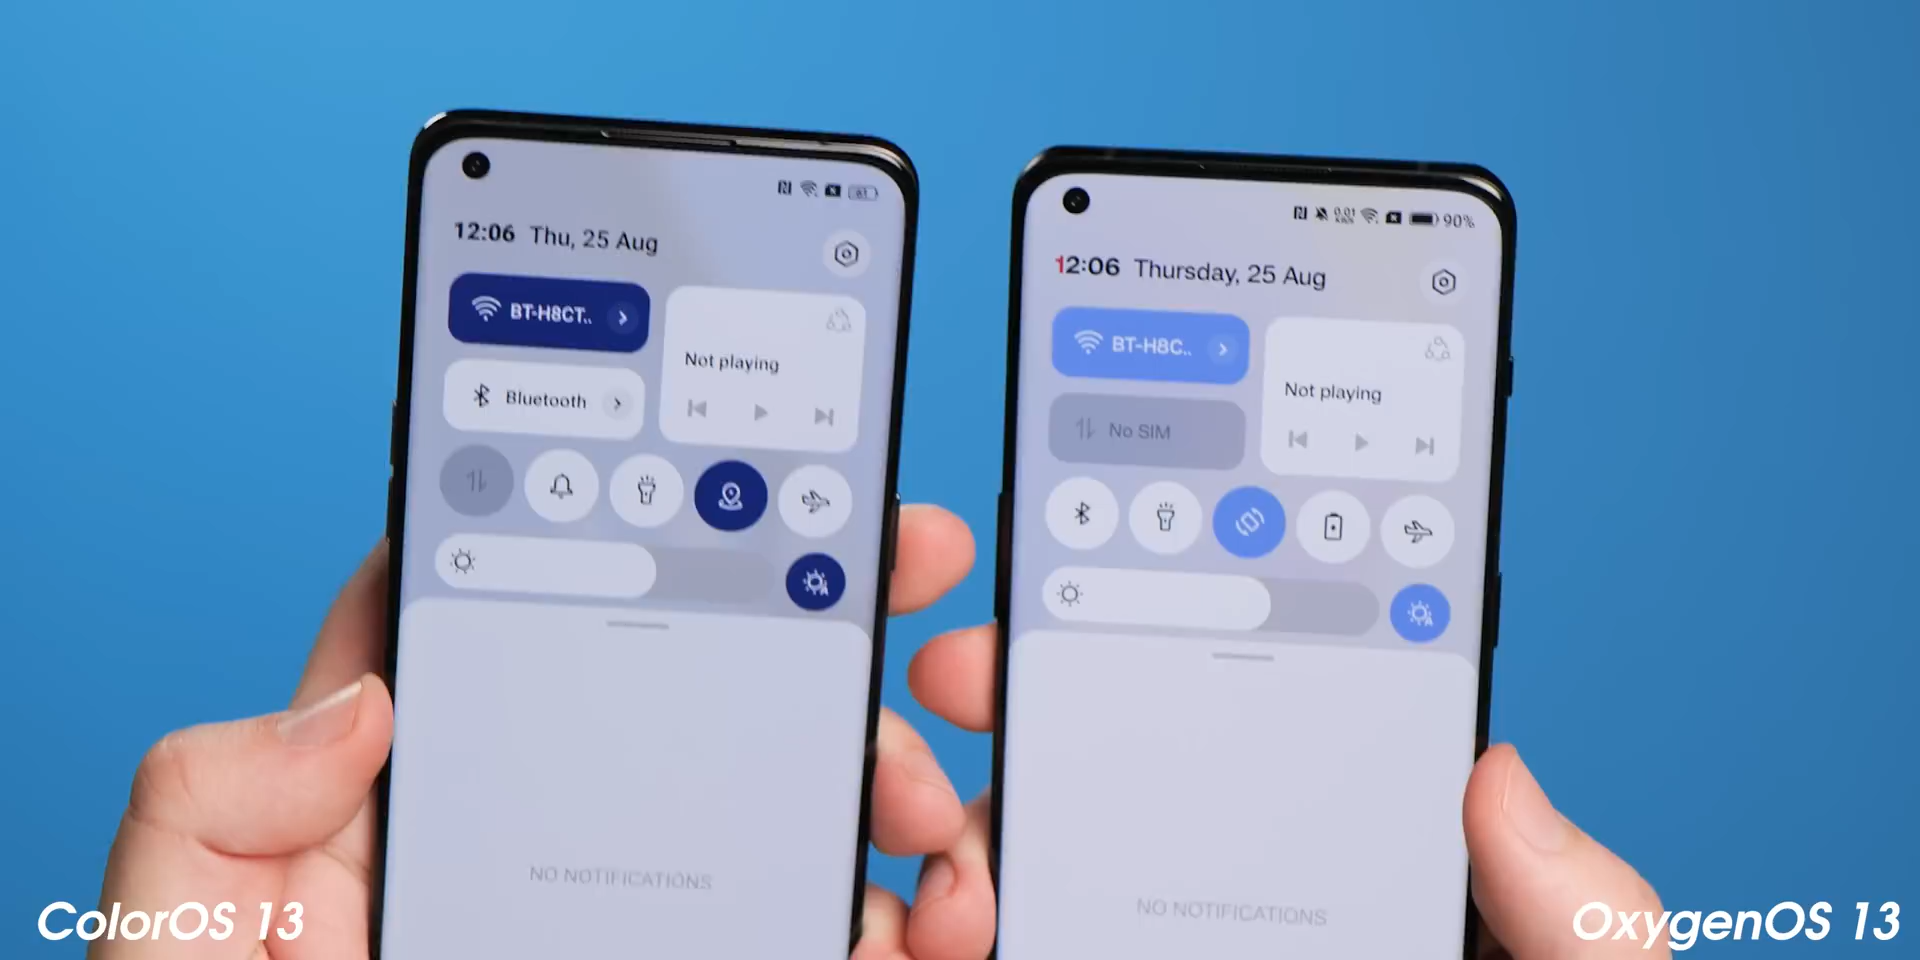 12:06 Thu, 25 Aug
BT-H8CT..
Not playing
Bluetooth
NO NOTIFICATIONS
ColorOS 13
90%
12:06 Thursday, 25 Aug
BT-H8C..
Not playing
No SIM
NO NOTIFICATIONS
OxygenOS 13